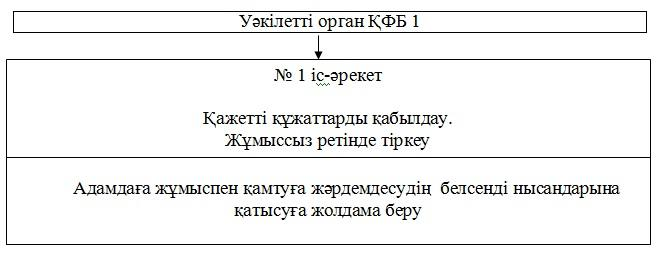 Уәкілетті орган ҚФБ 1
№ 1 іс-әрекет
Қажетті құжаттарды қабылдау.
Жұмыссыз ретінде тіркеу
Адамдаға жұмыспен қамтуға жәрдемдесудің белсенді нысандарына
қатысуға жолдама беру